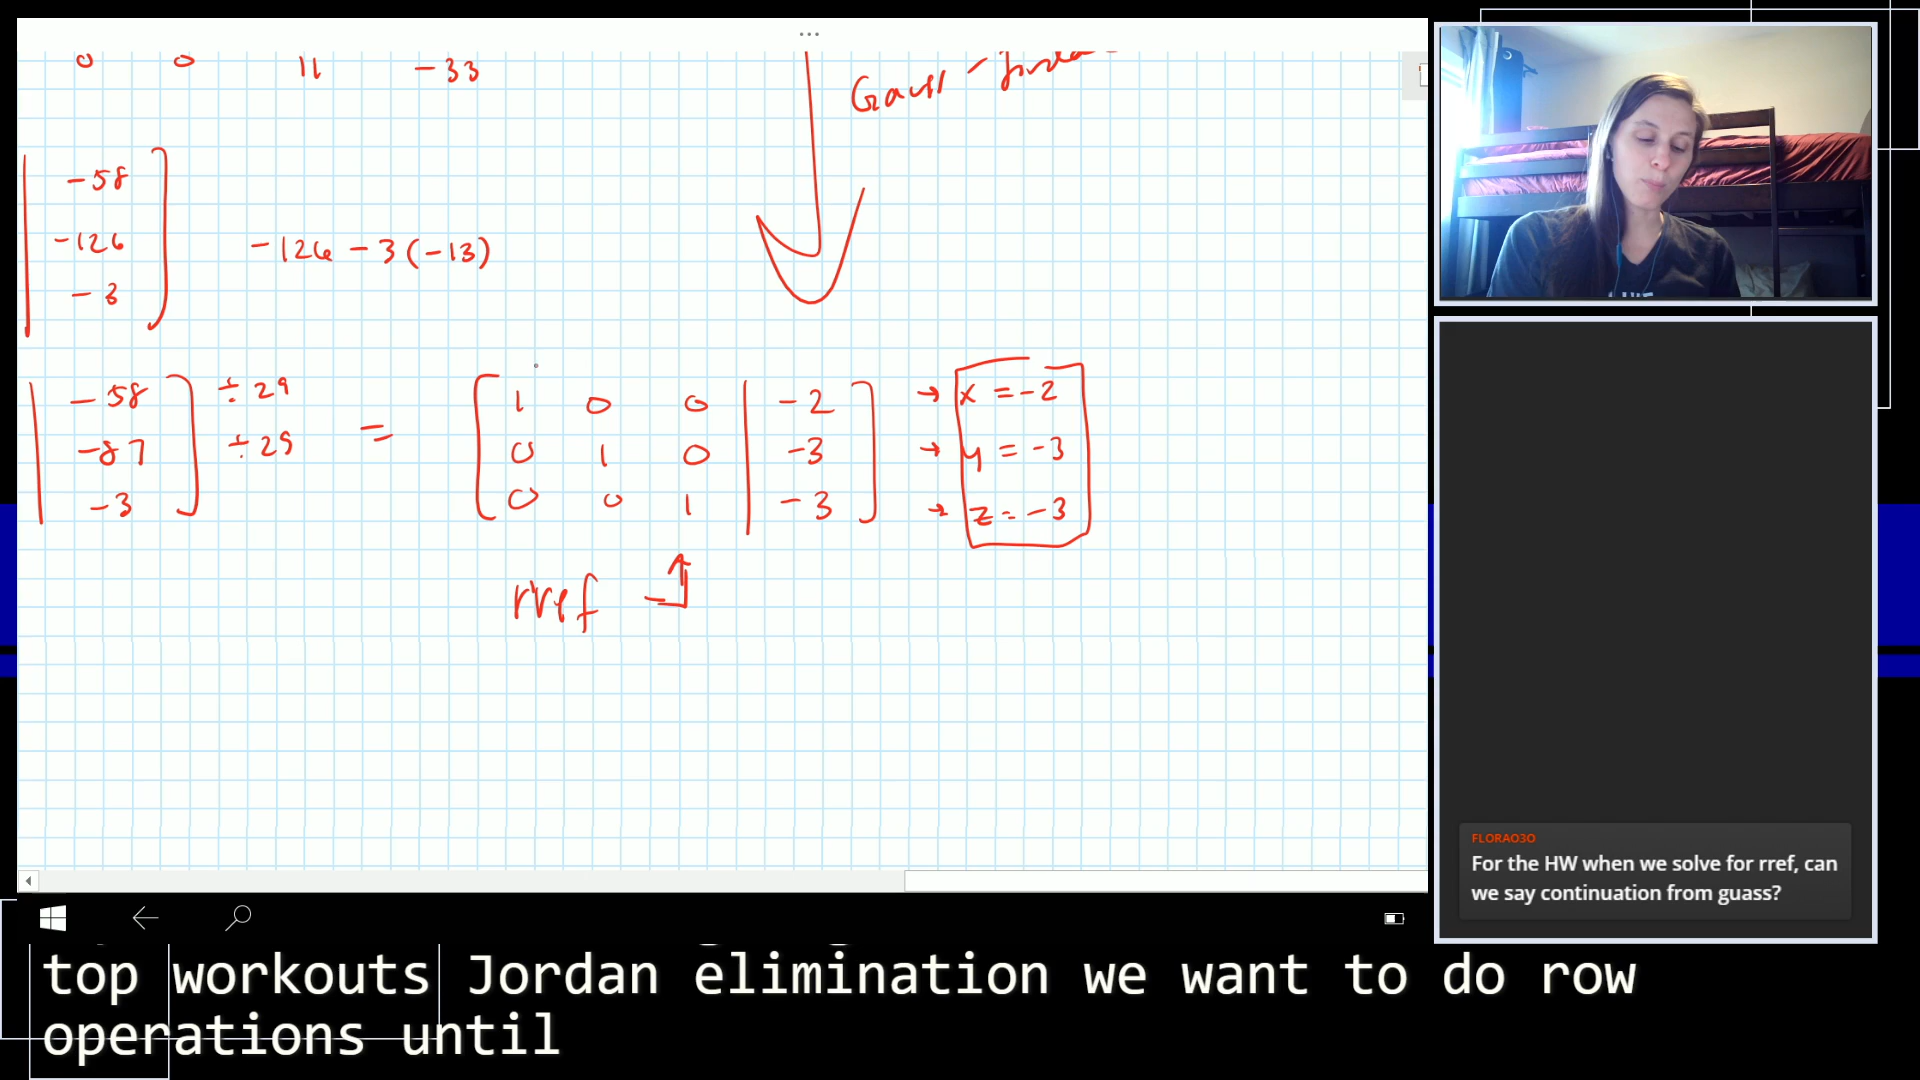 0 0 11 -33
Gauss - Jordan
-58
-126 -126 - 3(-13)
-3
-58 ÷29 = 1 0 0 -2 → x = -2
-87 ÷29 0 1 0 -3 → y = -3
-3 0 0 1 -3 → z = -3
rref
FLORAO3O
For the HW when we solve for rref, can
we say continuation from guass?
top workouts Jordan elimination we want to do row
operations until